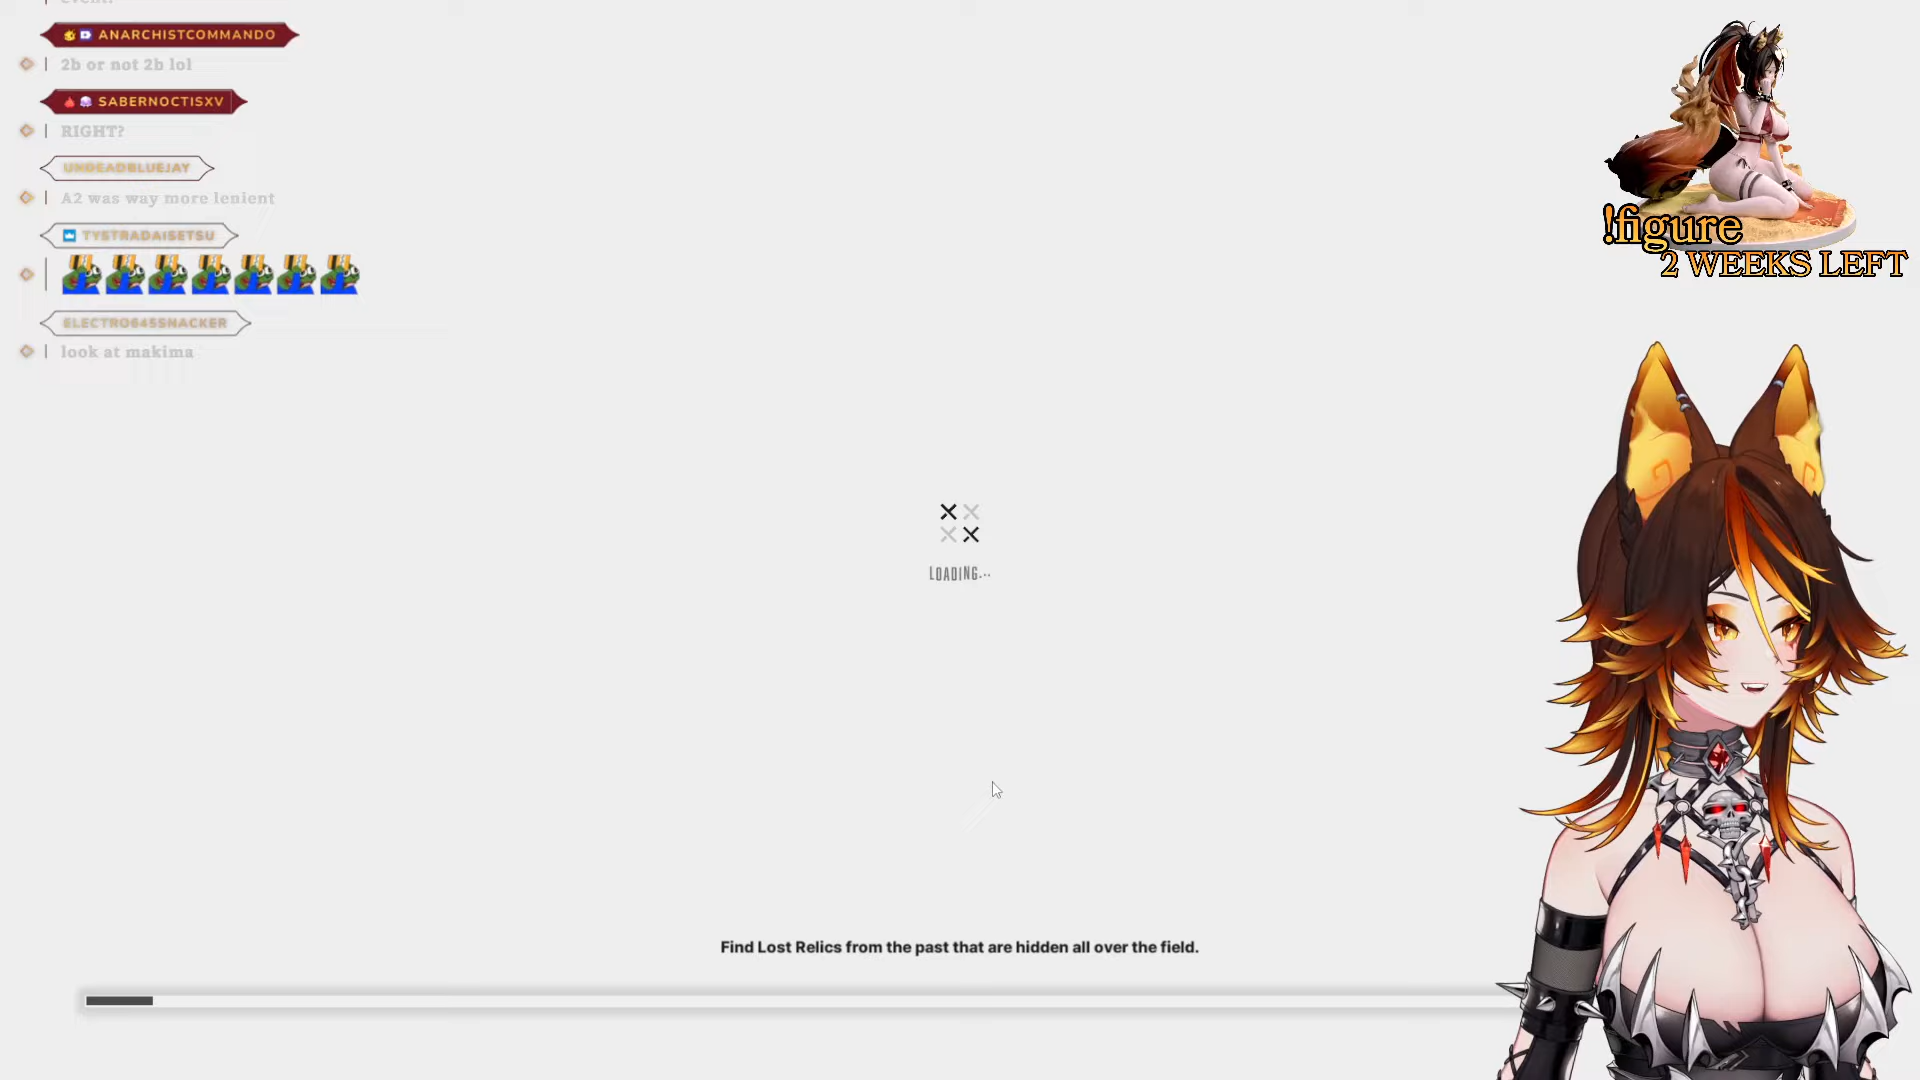 ANARCHISTCOMMANDO
2b or not 2b lol
SABERNOCTISXV
RIGHT?
UNDEADBLUEJAY
A2 was way more lenient
TYSTRADAISETSU
ELECTRO645SNACKER
look at makima
!figure
2 WEEKS LEFT
LOADING...
Find Lost Relics from the past that are hidden all over the field.